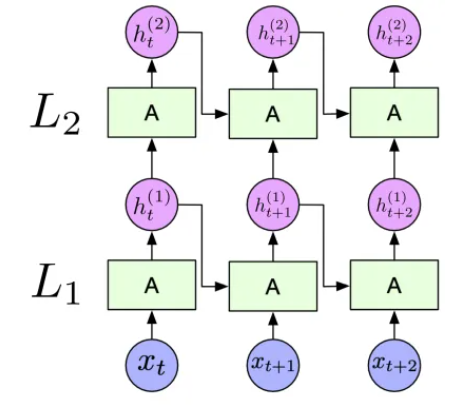 h_t^{(2)} h_{t+1}^{(2)} h_{t+2}^{(2)}
L_2 A A A
h_t^{(1)} h_{t+1}^{(1)} h_{t+2}^{(1)}
L_1 A A A
x_t x_{t+1} x_{t+2}